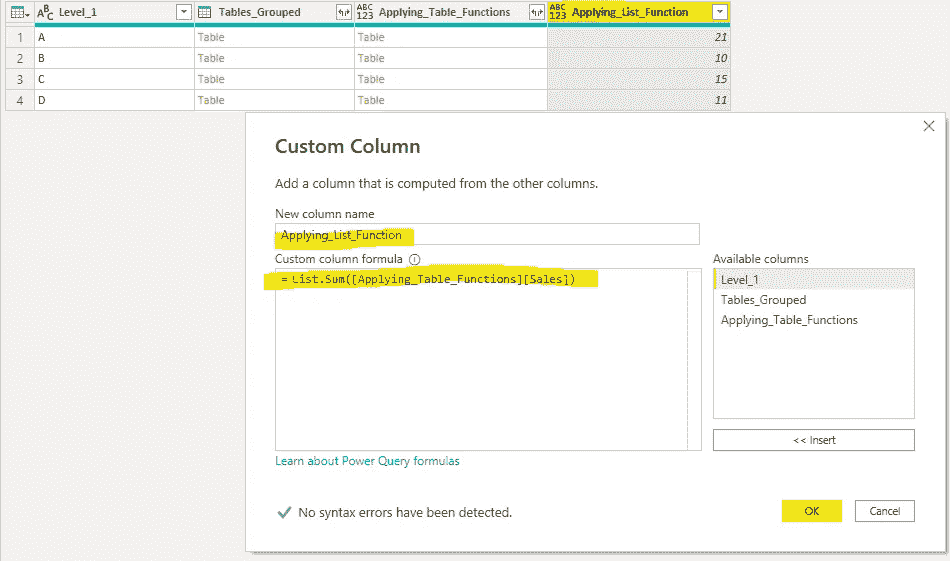 ABC Level_1 Tables_Grouped ABC 123 Applying_Table_Functions ABC 123 Applying_List_Function
1 A Table Table 21
2 B Table Table 10
3 C Table Table 15
4 D Table Table 11
Custom Column
Add a column that is computed from the other columns.
New column name
Applying_List_Function
Custom column formula
Available columns
= List.Sum([Applying_Table_Functions][Sales])
Level_1
Tables_Grouped
Applying_Table_Functions
<< Insert
Learn about Power Query formulas
No syntax errors have been detected.
OK
Cancel